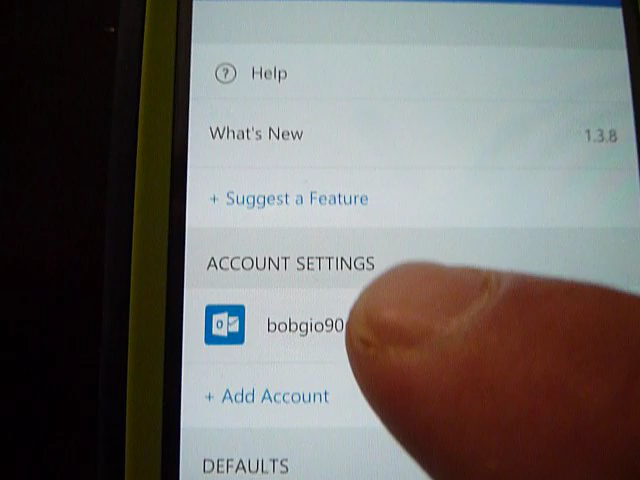 ? Help
What's New 1.3.8
+ Suggest a Feature
ACCOUNT SETTINGS
bobgio90
+ Add Account
DEFAULTS